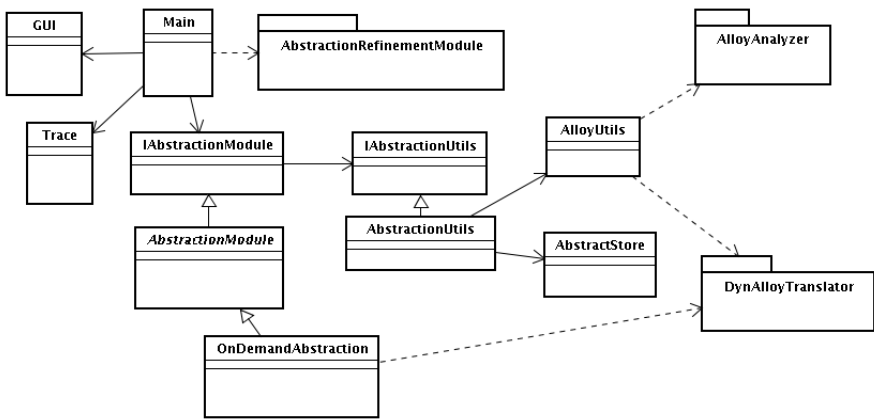 GUI
Main
AbstractionRefinementModule
AlloyAnalyzer
Trace
IAbstractionModule
IAbstractionUtils
AlloyUtils
AbstractionModule
AbstractionUtils
AbstractStore
DynAlloyTranslator
OnDemandAbstraction